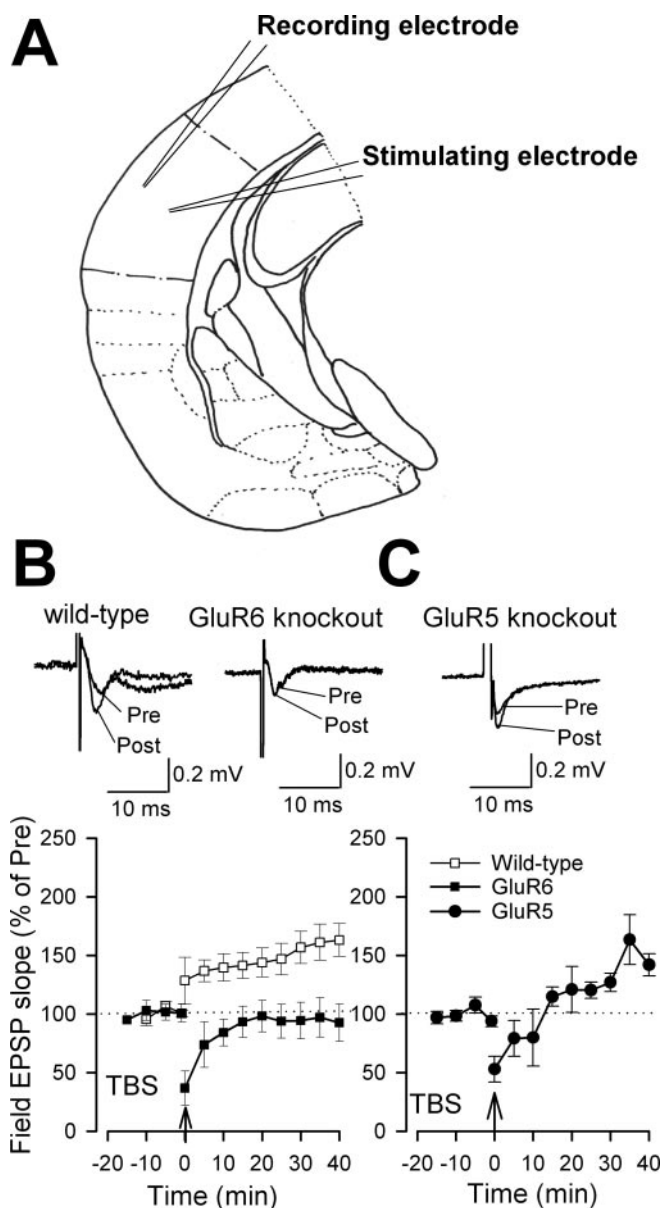 A
Recording electrode
Stimulating electrode
B
wild-type
GluR6 knockout
Pre
Post
0.2 mV
10 ms
Pre
Post
0.2 mV
10 ms
C
GluR5 knockout
Pre
Post
0.2 mV
10 ms
Field EPSP slope (% of Pre)
250
200
150
100
50
0
TBS
-20 -10 0 10 20 30 40
Time (min)
250
200
150
100
50
0
Wild-type
GluR6
GluR5
TBS
-20 -10 0 10 20 30 40
Time (min)